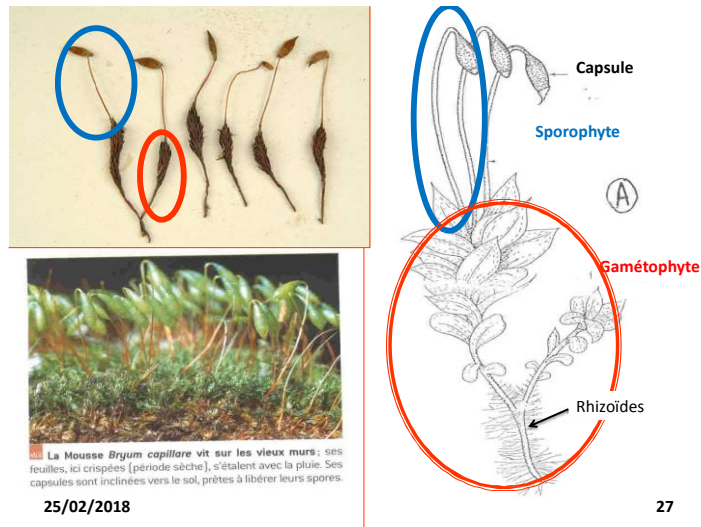 La Mousse Bryum capillare vit sur les vieux murs ; ses
feuilles, ici crispées (période sèche), s'étalent avec la pluie. Ses
capsules sont inclinées vers le sol, prêtes à libérer leurs spores.
25/02/2018
Capsule
Sporophyte
A
Gamétophyte
Rhizoïdes
27